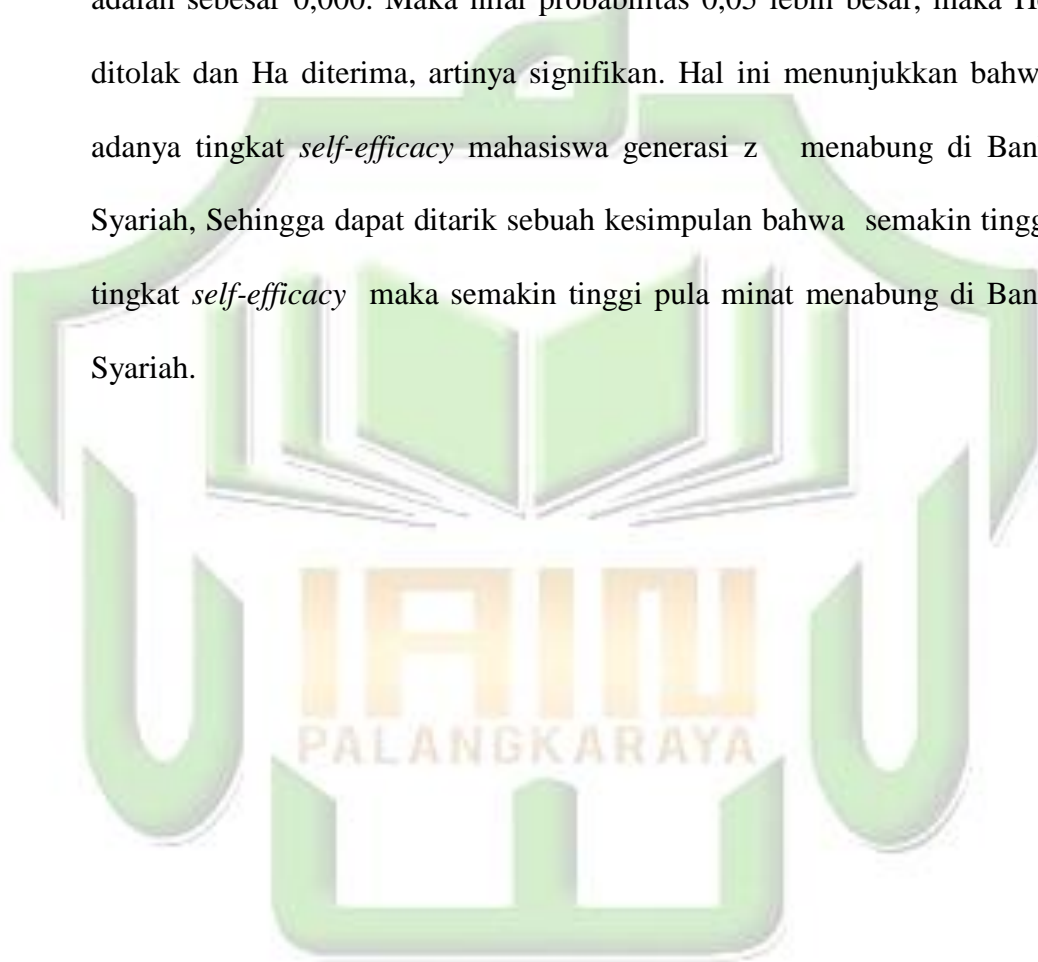 adalah sebesar 0,000. Maka nilai probabilitas 0,05 lebih besar, maka H
ditolak dan Ha diterima, artinya signifikan. Hal ini menunjukkan bahw
adanya tingkat self-efficacy mahasiswa generasi z menabung di Ban
Syariah, Sehingga dapat ditarik sebuah kesimpulan bahwa semakin tingg
tingkat self-efficacy maka semakin tinggi pula minat menabung di Ban
Syariah.
IAIN
PALANGKARAYA